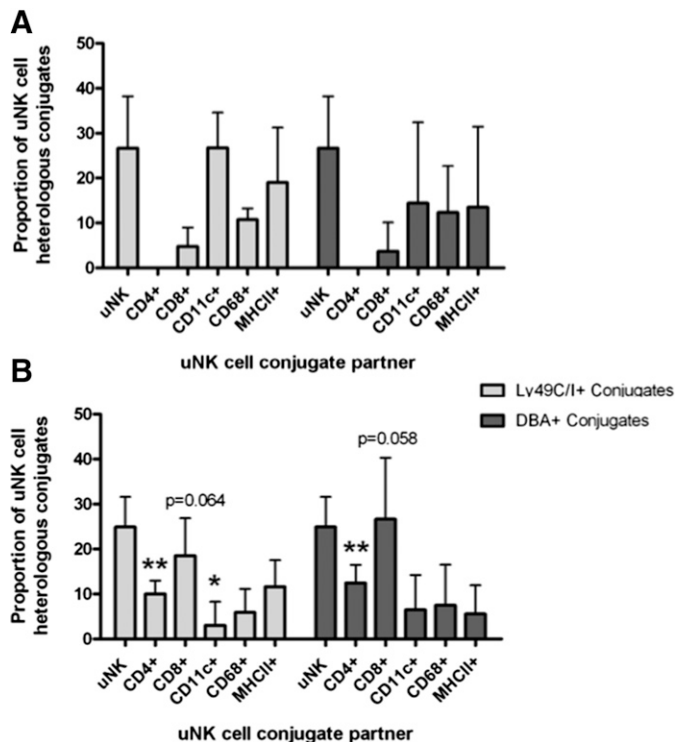 A
Proportion of uNK cell
heterologous conjugates
50
40
30
20
10
0
uNK CD4+ CD8+ CD11c+ CD68+ MHCII+ uNK CD4+ CD8+ CD11c+ CD68+ MHCII+
uNK cell conjugate partner
B
Ly49C/I+ Conjugates
DBA+ Conjugates
Proportion of uNK cell
heterologous conjugates
50
40
30
20
10
0
p=0.064
p=0.058
** * **
uNK CD4+ CD8+ CD11c+ CD68+ MHCII+ uNK CD4+ CD8+ CD11c+ CD68+ MHCII+
uNK cell conjugate partner